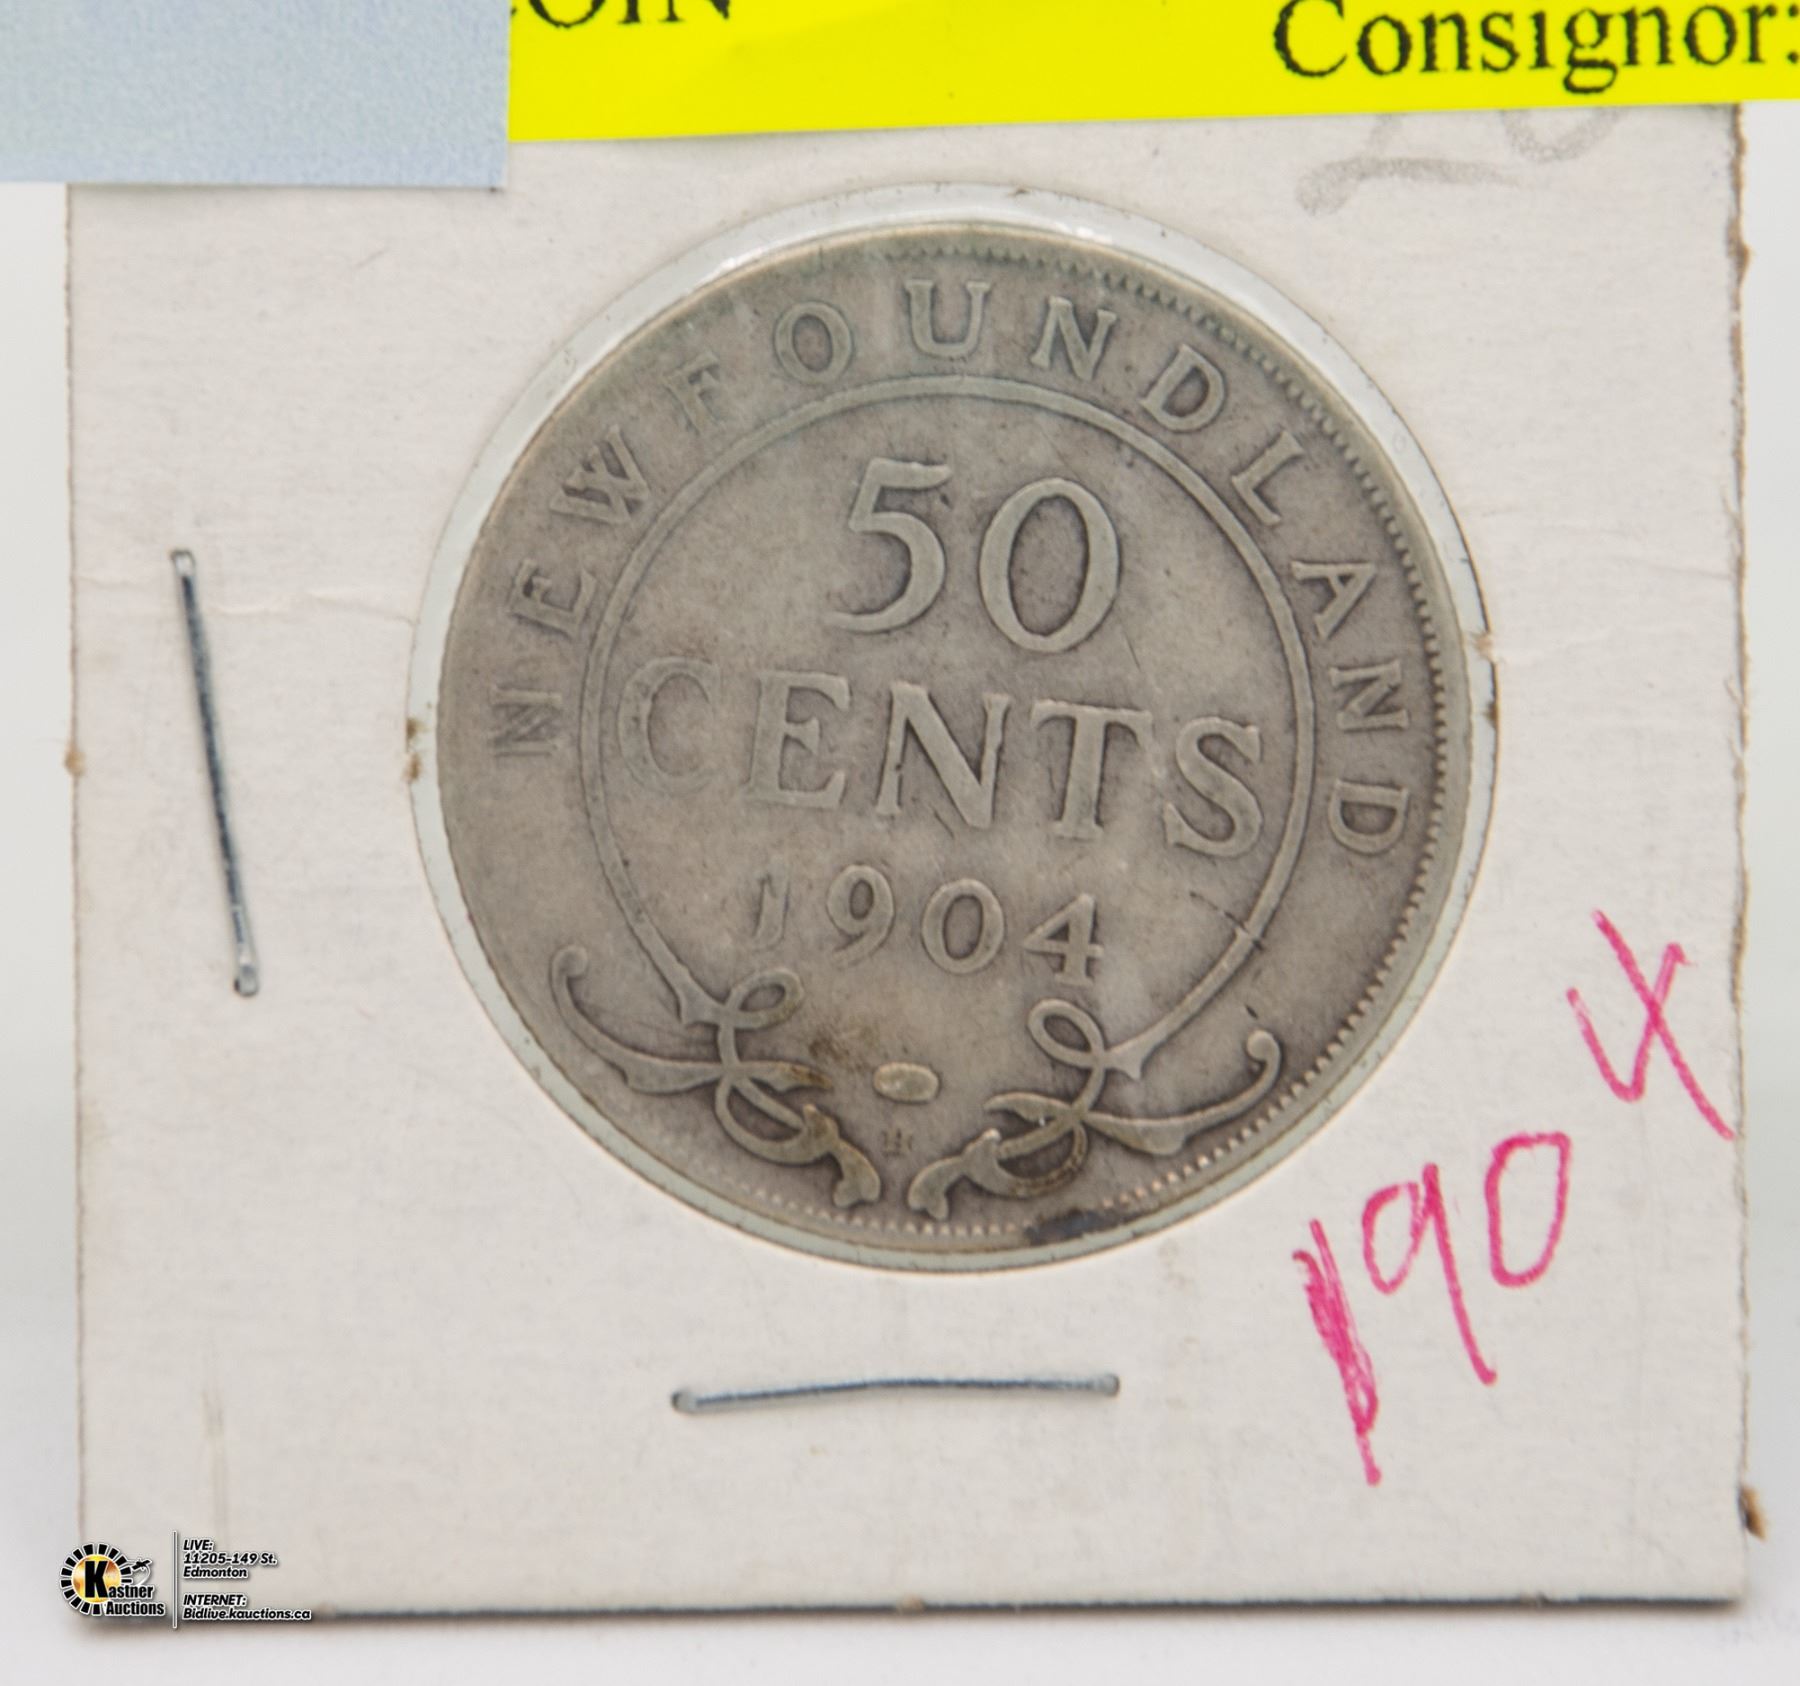 Consignor:
NEWFOUNDLAND
50
CENTS
1904
H
1904
Kastner
Auctions
LIVE:
11205-149 St.
Edmonton
INTERNET:
Bidlive.kauctions.ca